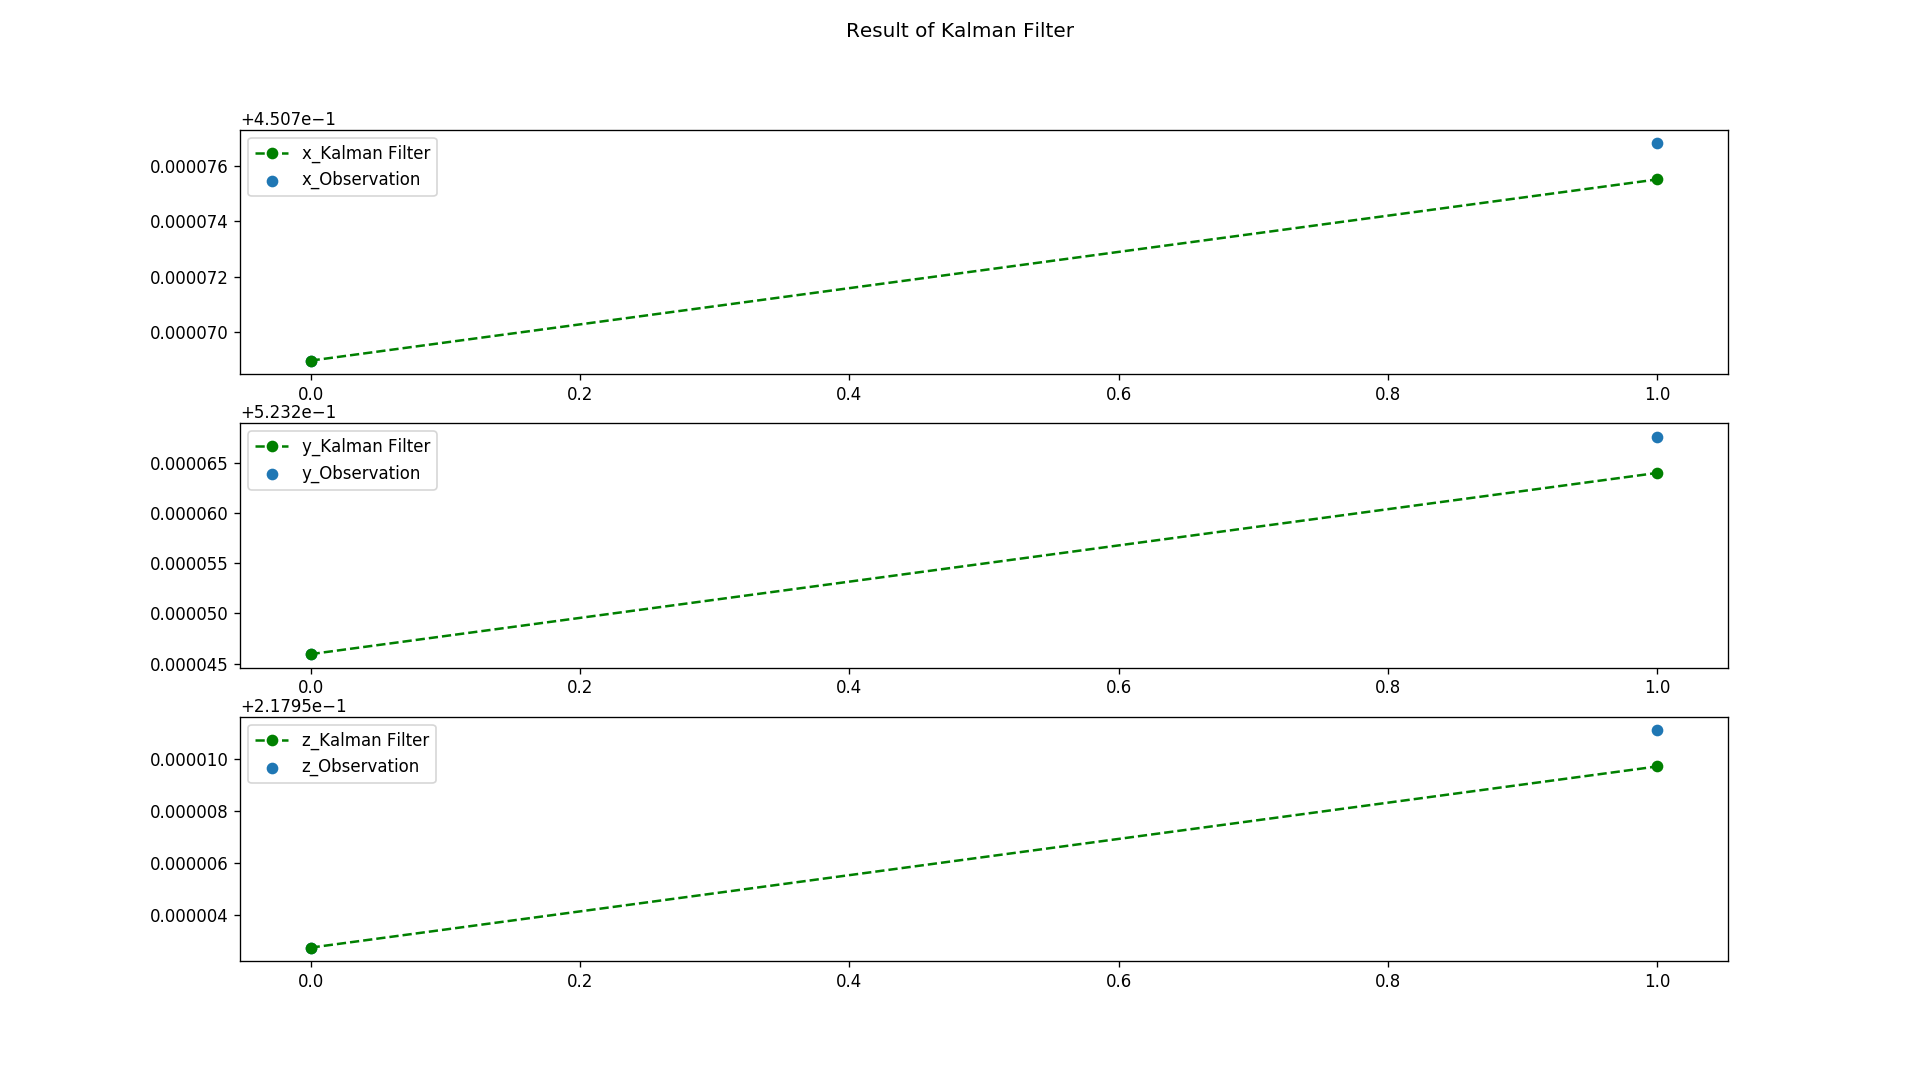 Result of Kalman Filter
+4.507e−1
x_Kalman Filter
x_Observation
0.000076
0.000074
0.000072
0.000070
0.0 0.2 0.4 0.6 0.8 1.0
+5.232e−1
y_Kalman Filter
y_Observation
0.000065
0.000060
0.000055
0.000050
0.000045
0.0 0.2 0.4 0.6 0.8 1.0
+2.1795e−1
z_Kalman Filter
z_Observation
0.000010
0.000008
0.000006
0.000004
0.0 0.2 0.4 0.6 0.8 1.0